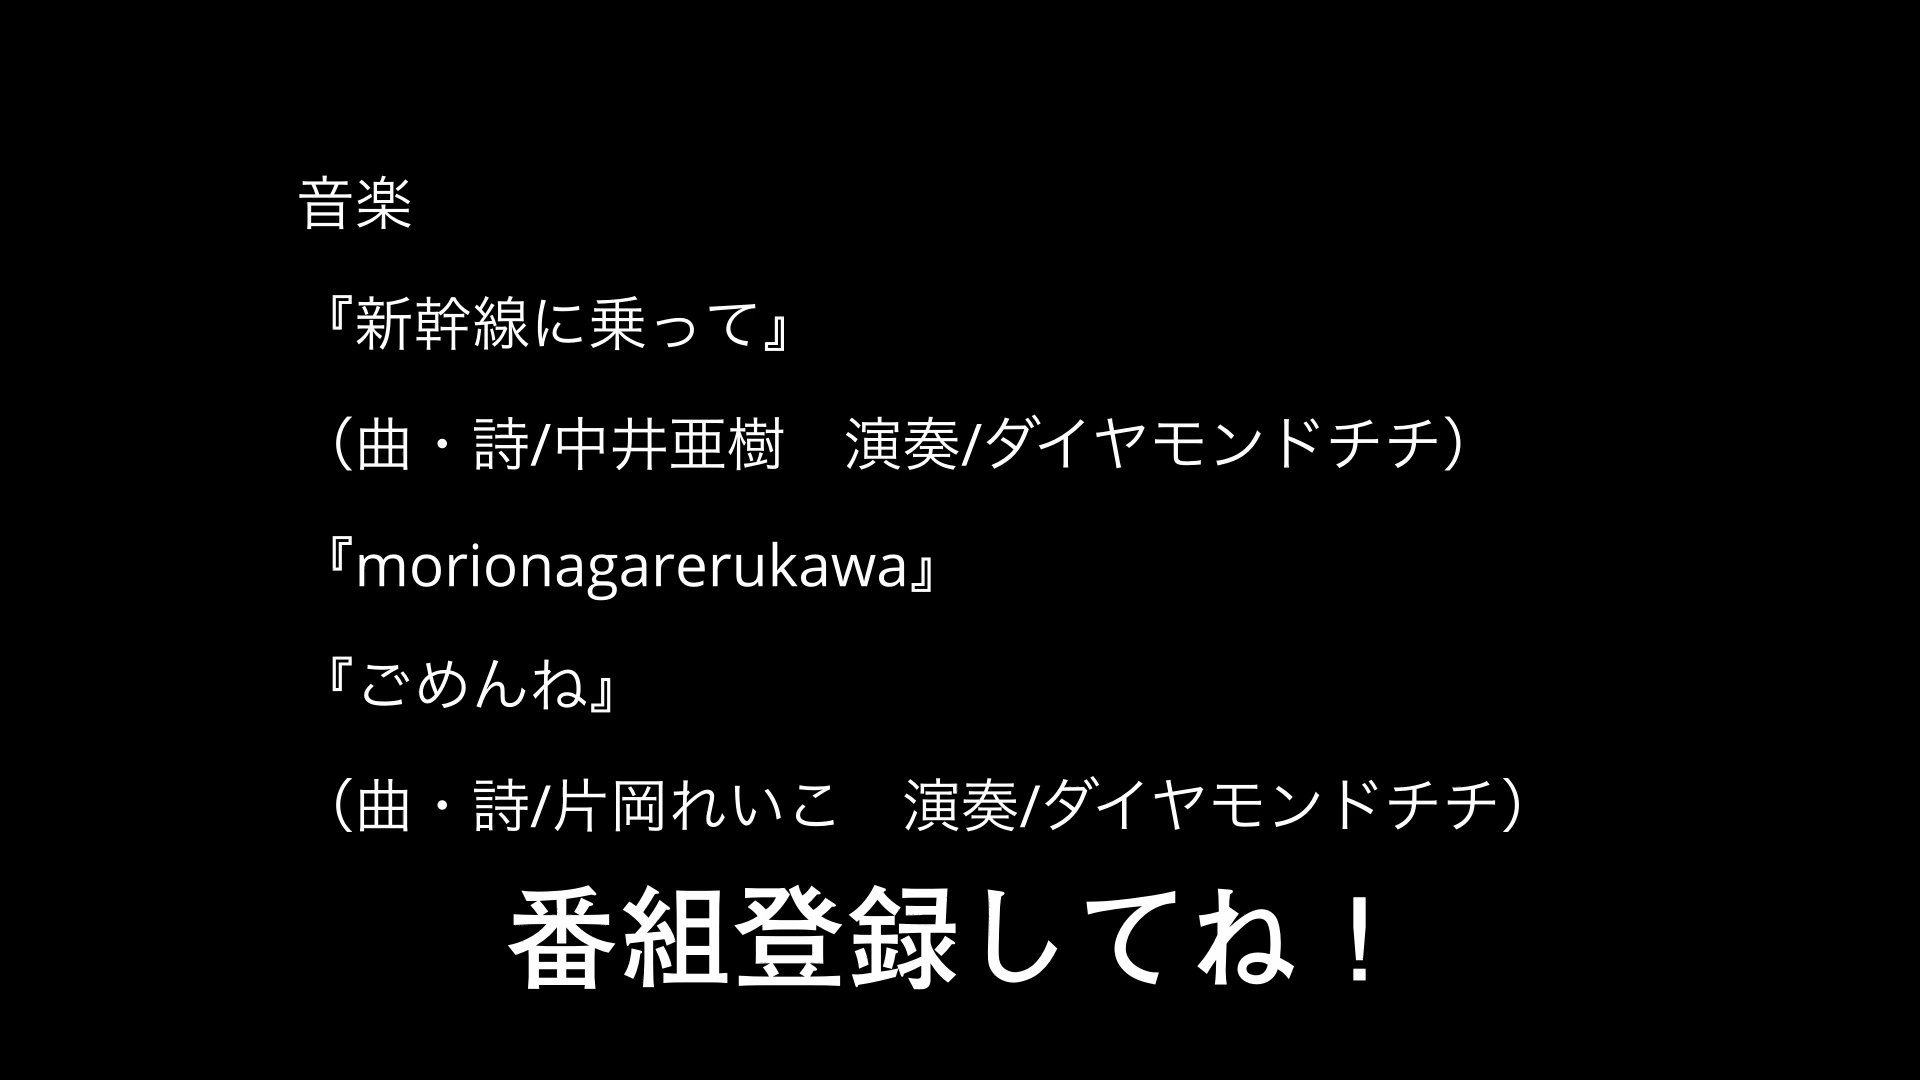 音楽
『新幹線に乗って』
（曲・詩/中井亜樹　演奏/ダイヤモンドチチ）
『morionagarerukawa』
『ごめんね』
（曲・詩/片岡れいこ　演奏/ダイヤモンドチチ）
番組登録してね！